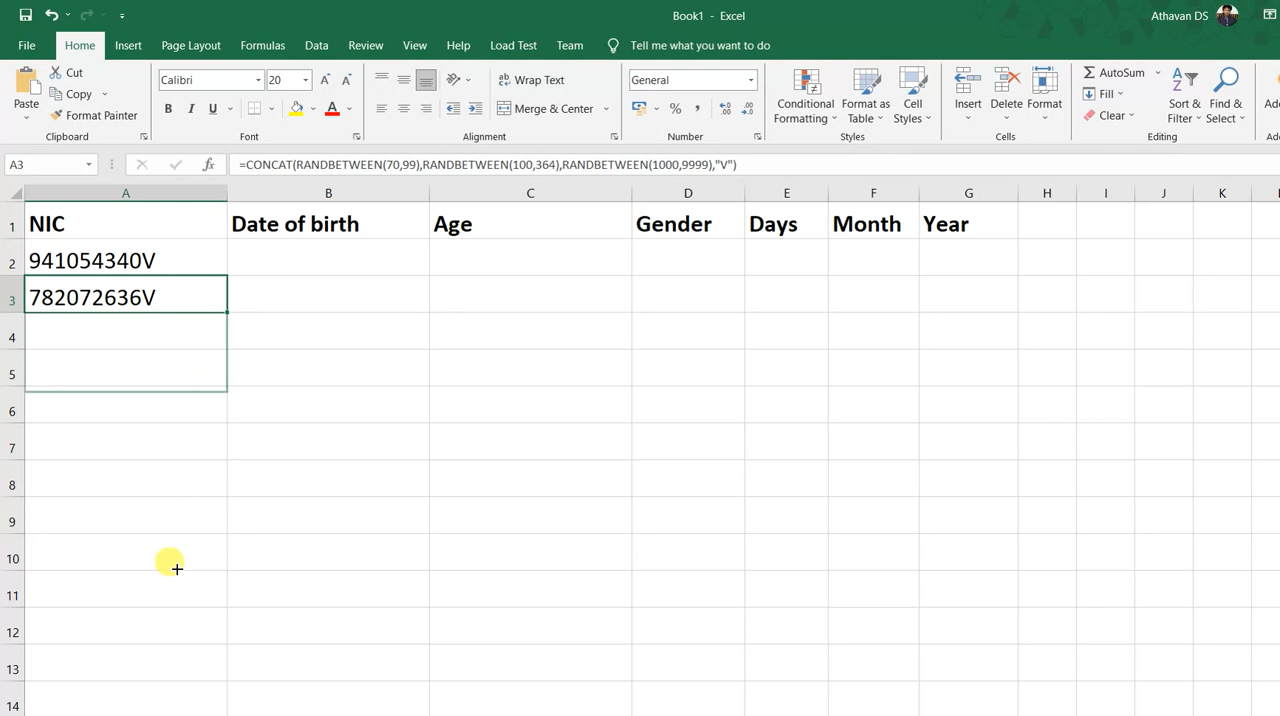 Book1 - Excel
Athavan DS
File Home Insert Page Layout Formulas Data Review View Help Load Test Team Tell me what you want to do
Paste
Cut
Copy
Format Painter
Clipboard
Calibri 20
B I U
Font
Wrap Text
Merge & Center
Alignment
General
Number
Conditional Formatting
Format as Table
Cell Styles
Styles
Insert Delete Format
Cells
AutoSum
Fill
Clear
Sort & Filter
Find & Select
Editing
A3 fx =CONCAT(RANDBETWEEN(70,99),RANDBETWEEN(100,364),RANDBETWEEN(1000,9999),"V")
A B C D E F G H I J K
1 NIC Date of birth Age Gender Days Month Year
2 941054340V
3 782072636V
4
5
6
7
8
9
10
11
12
13
14